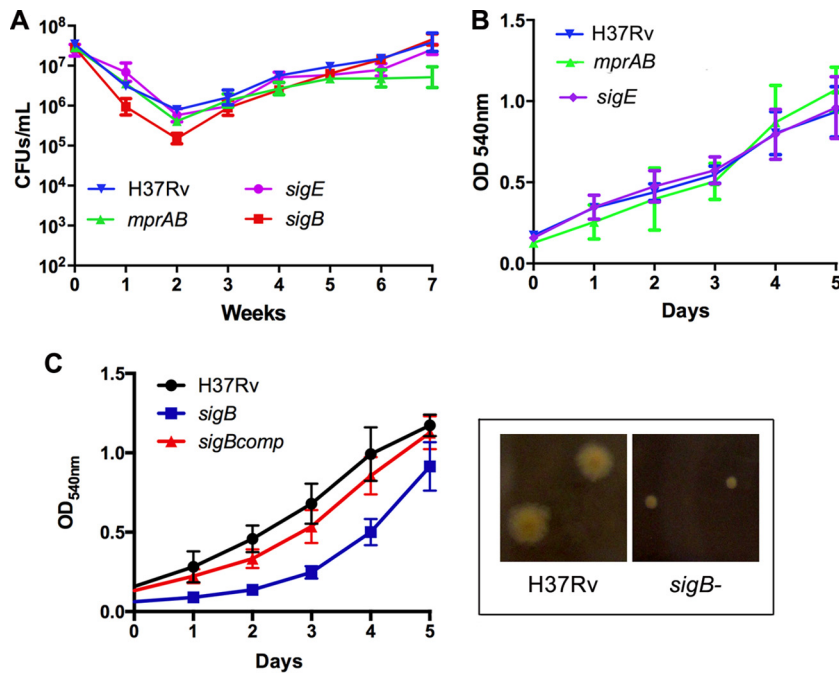 A
CFUs/mL
10⁸
10⁷
10⁶
10⁵
10⁴
10³
10²
0 1 2 3 4 5 6 7
Weeks
H37Rv
mprAB
sigE
sigB
B
OD 540nm
1.5
1.0
0.5
0.0
0 1 2 3 4 5
Days
H37Rv
mprAB
sigE
C
OD₅₄₀nm
1.5
1.0
0.5
0.0
0 1 2 3 4 5
Days
H37Rv
sigB
sigBcomp
H37Rv
sigB-